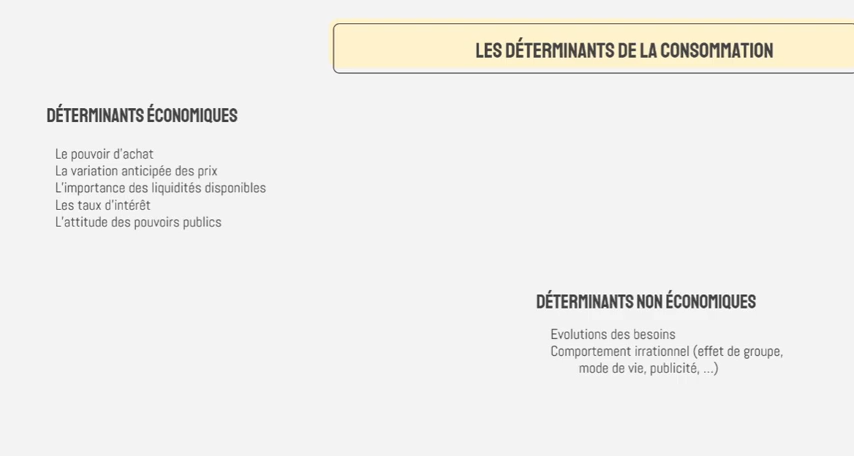 LES DÉTERMINANTS DE LA CONSOMMATION
DÉTERMINANTS ÉCONOMIQUES
Le pouvoir d'achat
La variation anticipée des prix
L'importance des liquidités disponibles
Les taux d'intérêt
L'attitude des pouvoirs publics
DÉTERMINANTS NON ÉCONOMIQUES
Evolutions des besoins
Comportement irrationnel (effet de groupe,
mode de vie, publicité, ...)